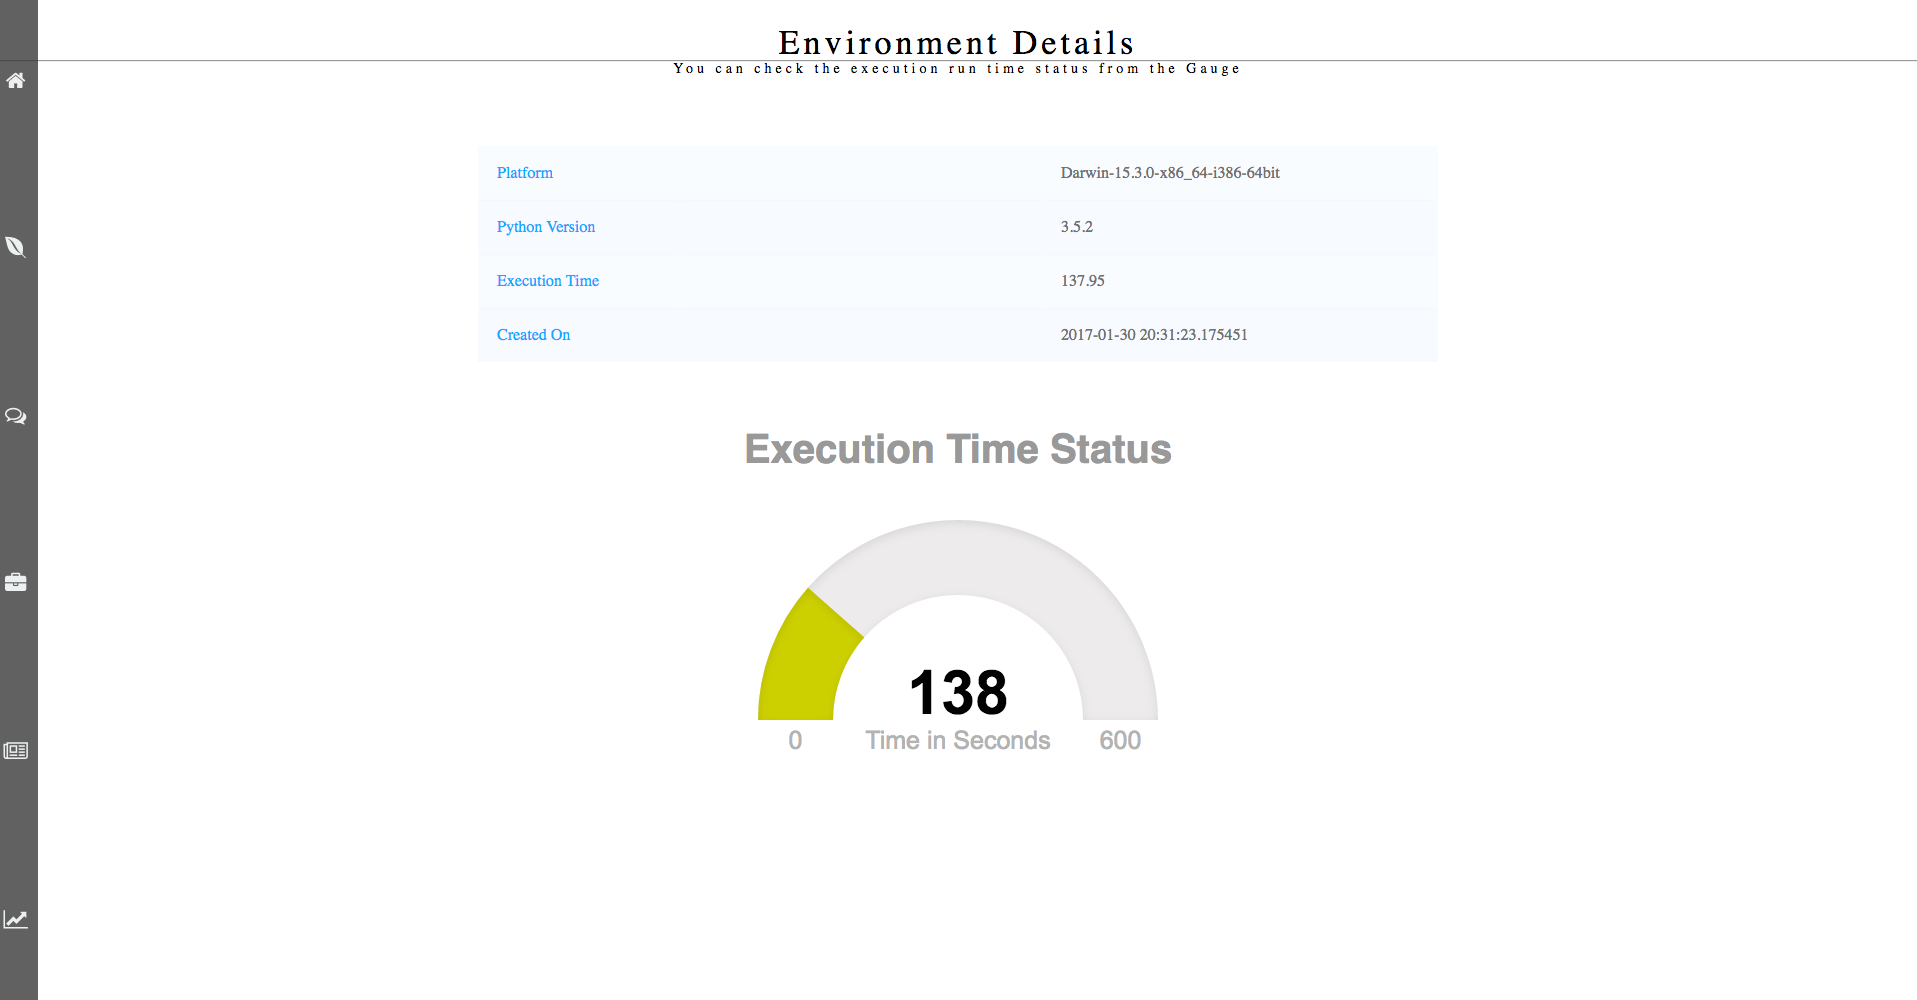 Environment Details
You can check the execution run time status from the Gauge
Platform Darwin-15.3.0-x86_64-i386-64bit
Python Version 3.5.2
Execution Time 137.95
Created On 2017-01-30 20:31:23.175451
Execution Time Status
138
0 Time in Seconds 600